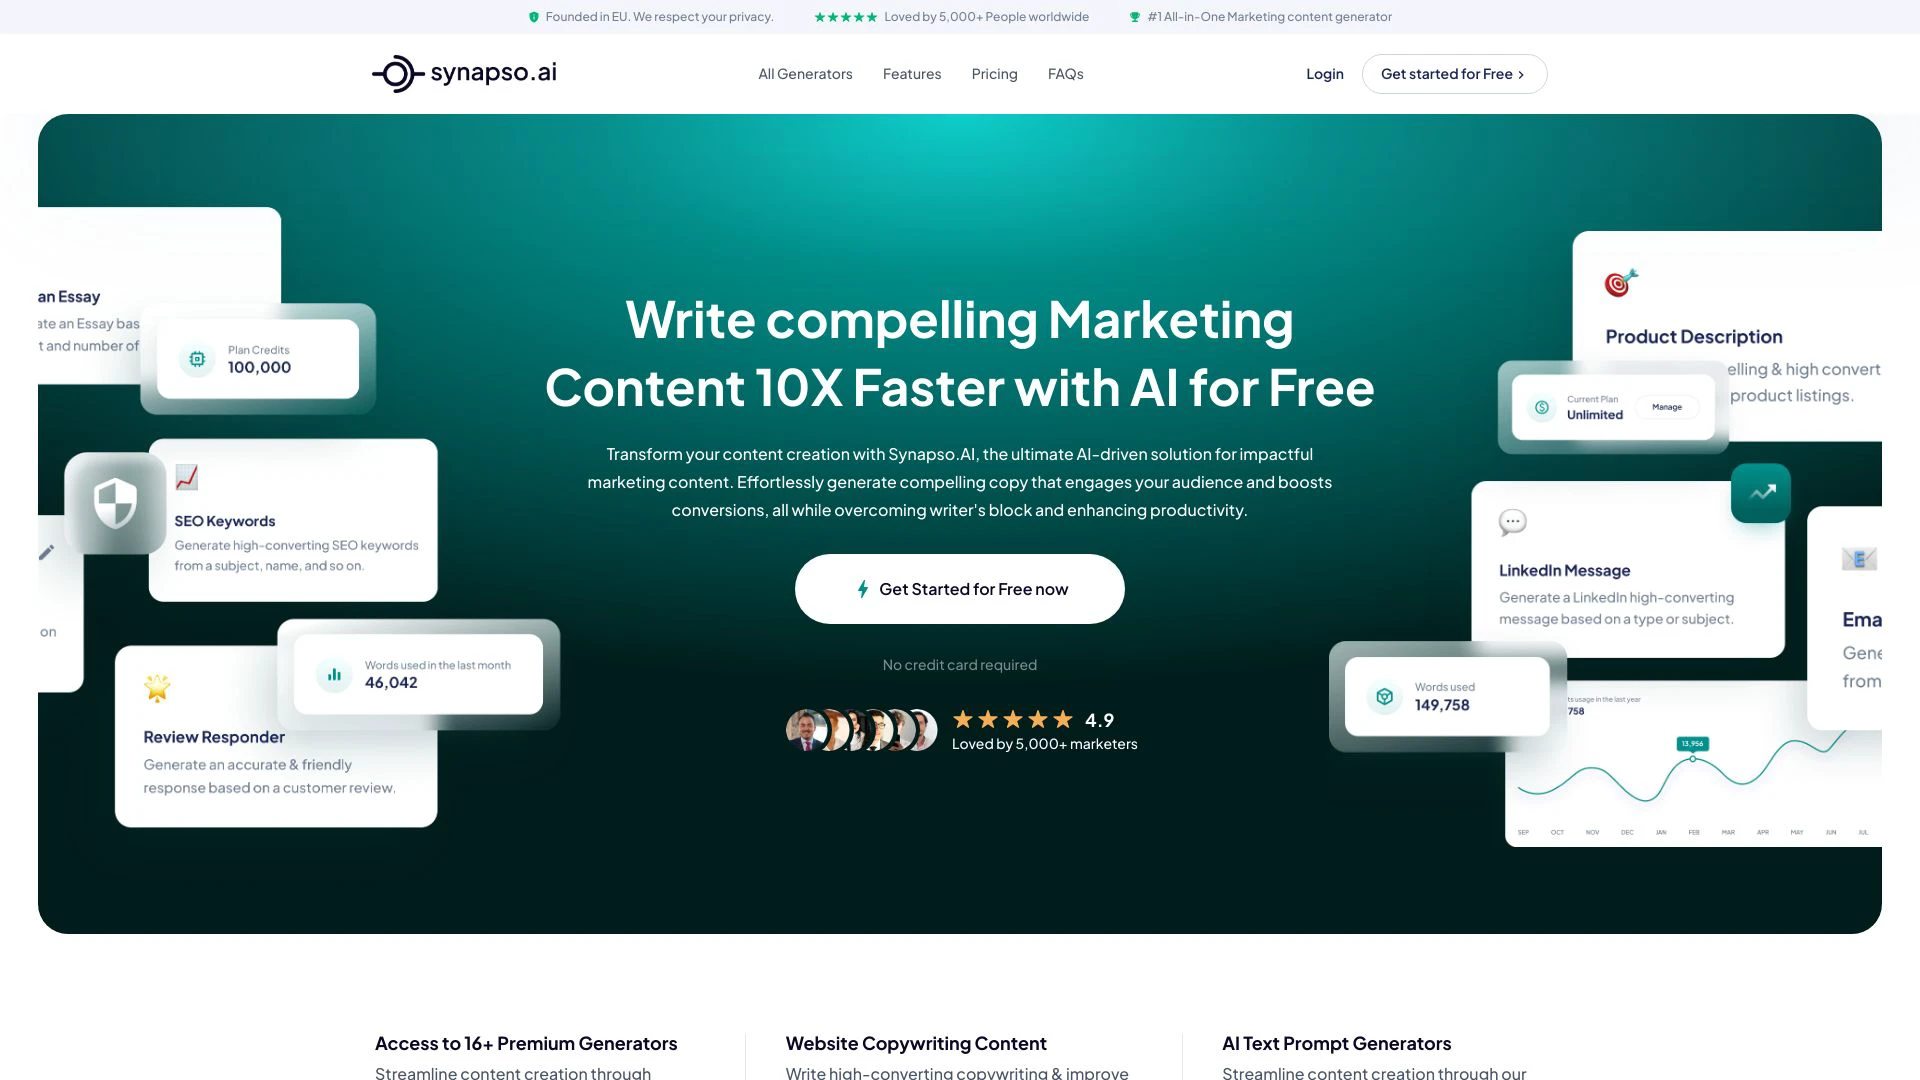 Founded in EU. We respect your privacy.
Loved by 5,000+ People worldwide
#1 All-in-One Marketing content generator
synapso.ai
All Generators
Features
Pricing
FAQs
Login
Get started for Free
Write compelling Marketing
Content 10X Faster with AI for Free
Transform your content creation with Synapso.AI, the ultimate AI-driven solution for impactful
marketing content. Effortlessly generate compelling copy that engages your audience and boosts
conversions, all while overcoming writer's block and enhancing productivity.
Get Started for Free now
No credit card required
4.9
Loved by 5,000+ marketers
an Essay
ate an Essay bas
t and number of
Plan Credits
100,000
SEO Keywords
Generate high-converting SEO keywords
from a subject, name, and so on.
on
Words used in the last month
46,042
Review Responder
Generate an accurate & friendly
response based on a customer review.
Product Description
elling & high convert
product listings.
Current Plan
Unlimited
Manage
LinkedIn Message
Generate a LinkedIn high-converting
message based on a type or subject.
Ema
Gene
from
Words used
149,758
ts usage in the last year
758
13,956
SEP OCT NOV DEC JAN FEB MAR APR MAY JUN JUL
Access to 16+ Premium Generators
Streamline content creation through
Website Copywriting Content
Write high-converting copywriting & improve
AI Text Prompt Generators
Streamline content creation through our